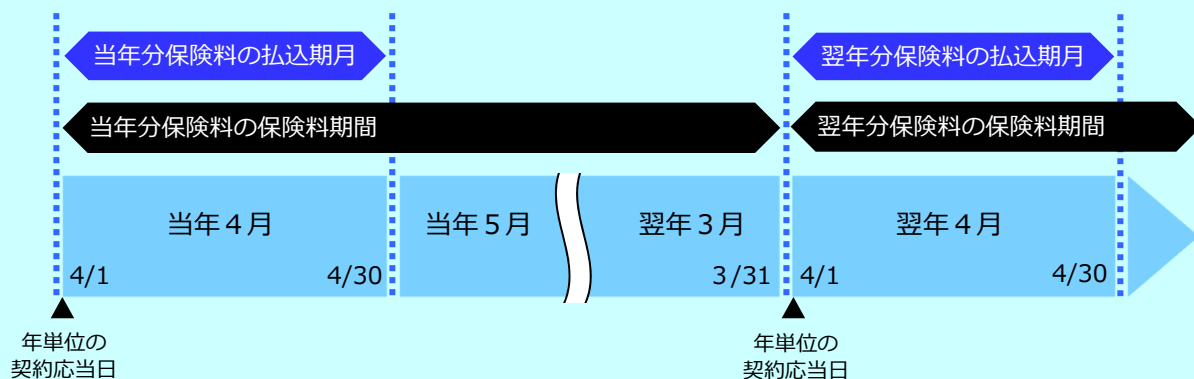 当年分保険料の払込期月
翌年分保険料の払込期月
当年分保険料の保険料期間
翌年分保険料の保険料期間
当年４月
当年５月
翌年３月
翌年４月
4/1
4/30
３/31
4/1
4/30
年単位の
契約応当日
年単位の
契約応当日